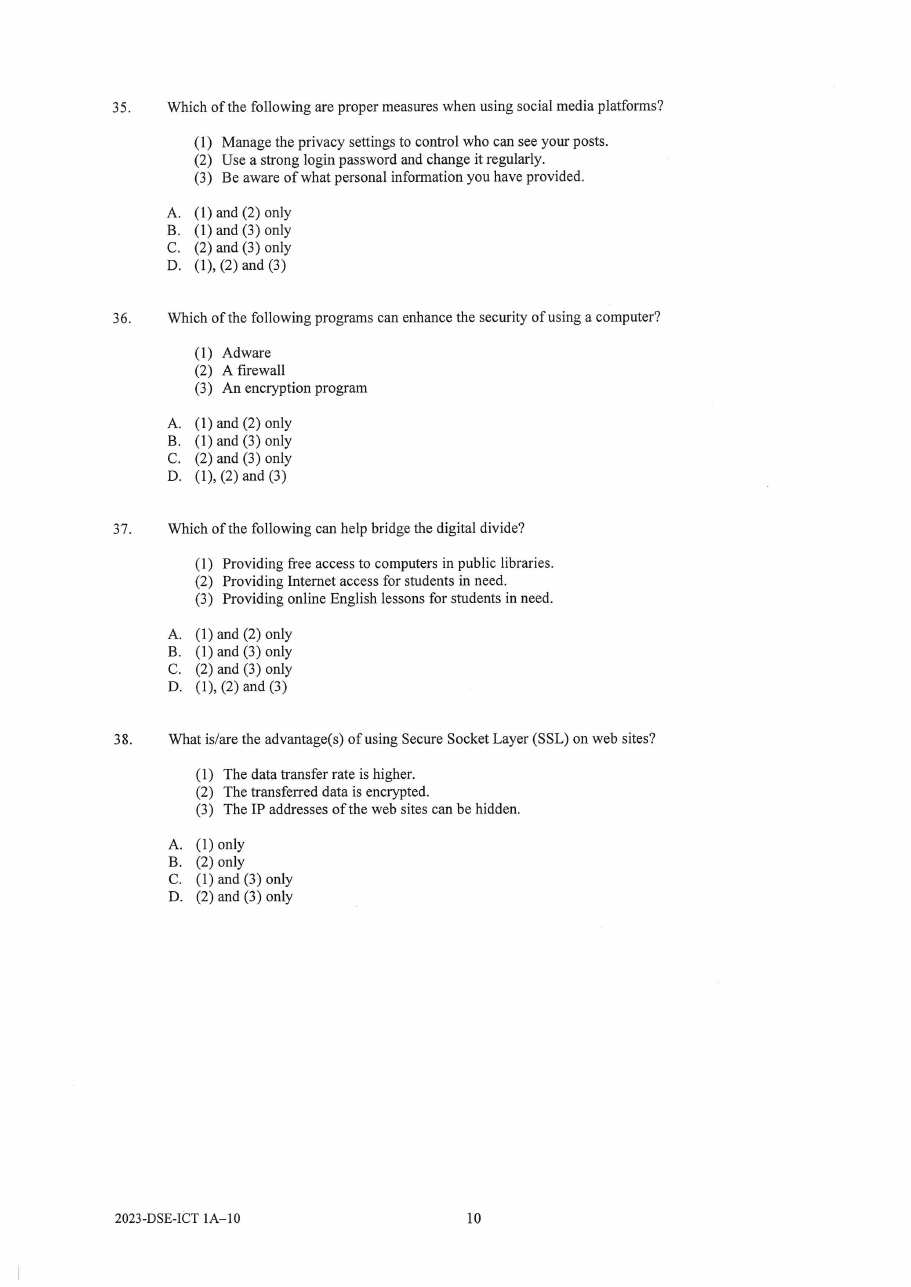 35. Which of the following are proper measures when using social media platforms?
(1) Manage the privacy settings to control who can see your posts.
(2) Use a strong login password and change it regularly.
(3) Be aware of what personal information you have provided.
A. (1) and (2) only
B. (1) and (3) only
C. (2) and (3) only
D. (1), (2) and (3)
36. Which of the following programs can enhance the security of using a computer?
(1) Adware
(2) A firewall
(3) An encryption program
A. (1) and (2) only
B. (1) and (3) only
C. (2) and (3) only
D. (1), (2) and (3)
37. Which of the following can help bridge the digital divide?
(1) Providing free access to computers in public libraries.
(2) Providing Internet access for students in need.
(3) Providing online English lessons for students in need.
A. (1) and (2) only
B. (1) and (3) only
C. (2) and (3) only
D. (1), (2) and (3)
38. What is/are the advantage(s) of using Secure Socket Layer (SSL) on web sites?
(1) The data transfer rate is higher.
(2) The transferred data is encrypted.
(3) The IP addresses of the web sites can be hidden.
A. (1) only
B. (2) only
C. (1) and (3) only
D. (2) and (3) only
2023-DSE-ICT 1A–10 10